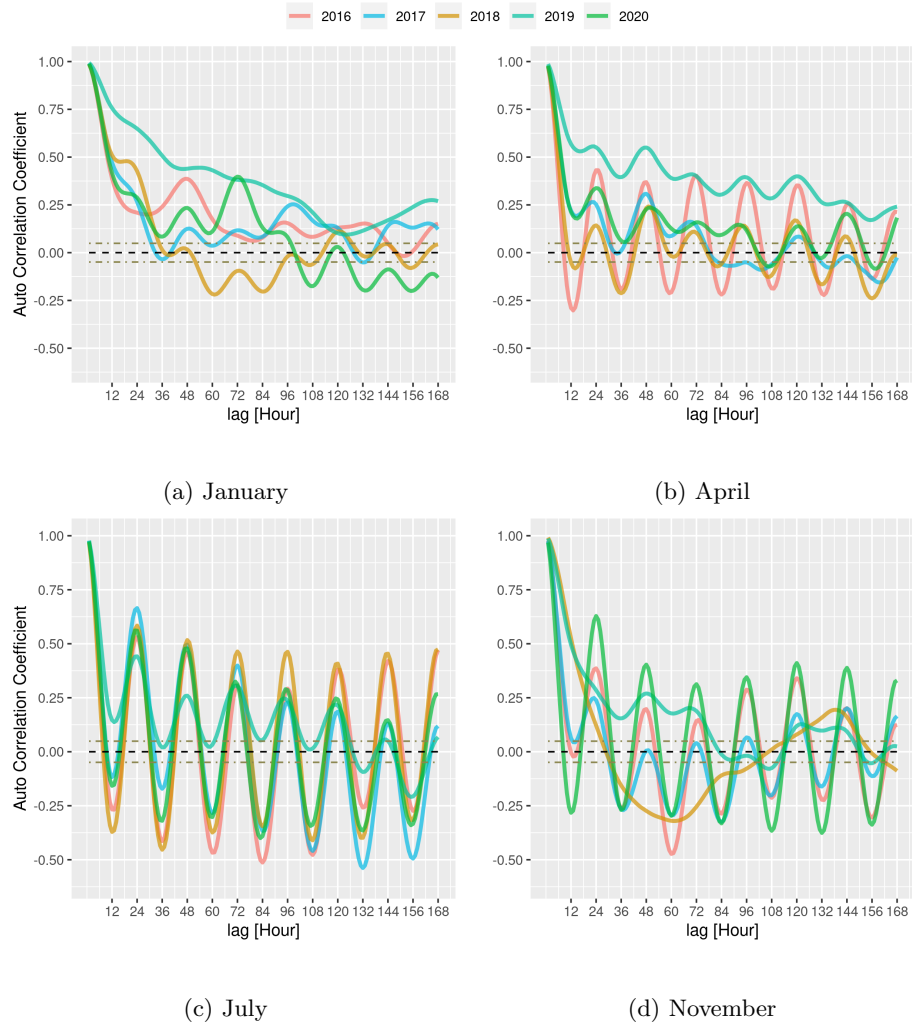 2016 2017 2018 2019 2020
Auto Correlation Coefficient
1.00
0.75
0.50
0.25
0.00
-0.25
-0.50
12 24 36 48 60 72 84 96 108 120 132 144 156 168
lag [Hour]
(a) January
1.00
0.75
0.50
0.25
0.00
-0.25
-0.50
12 24 36 48 60 72 84 96 108 120 132 144 156 168
lag [Hour]
(b) April
Auto Correlation Coefficient
1.00
0.75
0.50
0.25
0.00
-0.25
-0.50
12 24 36 48 60 72 84 96 108 120 132 144 156 168
lag [Hour]
(c) July
1.00
0.75
0.50
0.25
0.00
-0.25
-0.50
12 24 36 48 60 72 84 96 108 120 132 144 156 168
lag [Hour]
(d) November